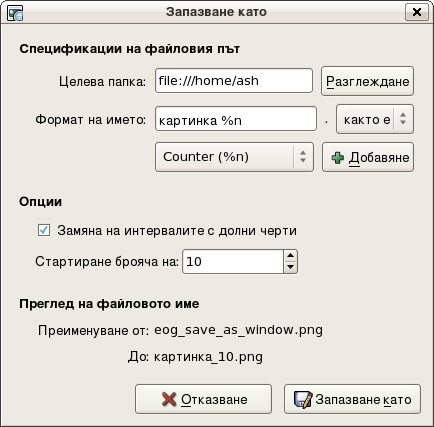 Запазване като
Спецификации на файловия път
Целева папка: file:///home/ash Разглеждане
Формат на името: картинка %n . както е
Counter (%n) Добавяне
Опции
Замяна на интервалите с долни черти
Стартиране брояча на: 10
Преглед на файловото име
Преименуване от: eog_save_as_window.png
До: картинка_10.png
Отказване Запазване като